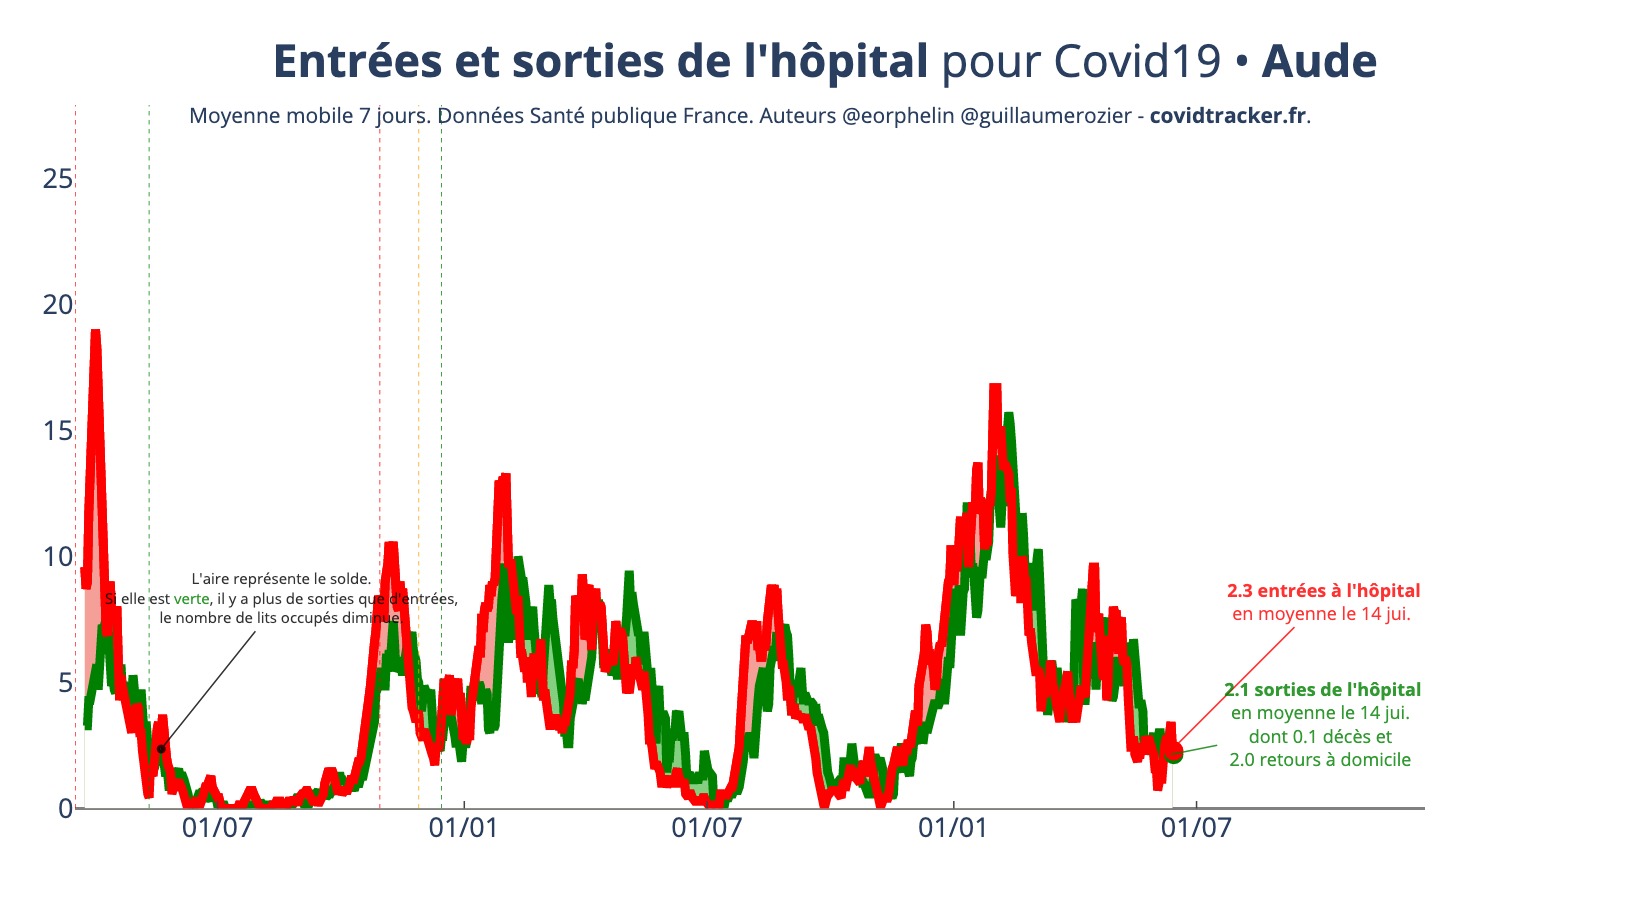 Entrées et sorties de l'hôpital pour Covid19 • Aude
Moyenne mobile 7 jours. Données Santé publique France. Auteurs @eorphelin @guillaumerozier - covidtracker.fr.
25
20
15
10
5
0
L'aire représente le solde.
Si elle est verte, il y a plus de sorties que d'entrées,
le nombre de lits occupés diminue.
2.3 entrées à l'hôpital
en moyenne le 14 jui.
2.1 sorties de l'hôpital
en moyenne le 14 jui.
dont 0.1 décès et
2.0 retours à domicile
01/07
01/01
01/07
01/01
01/07